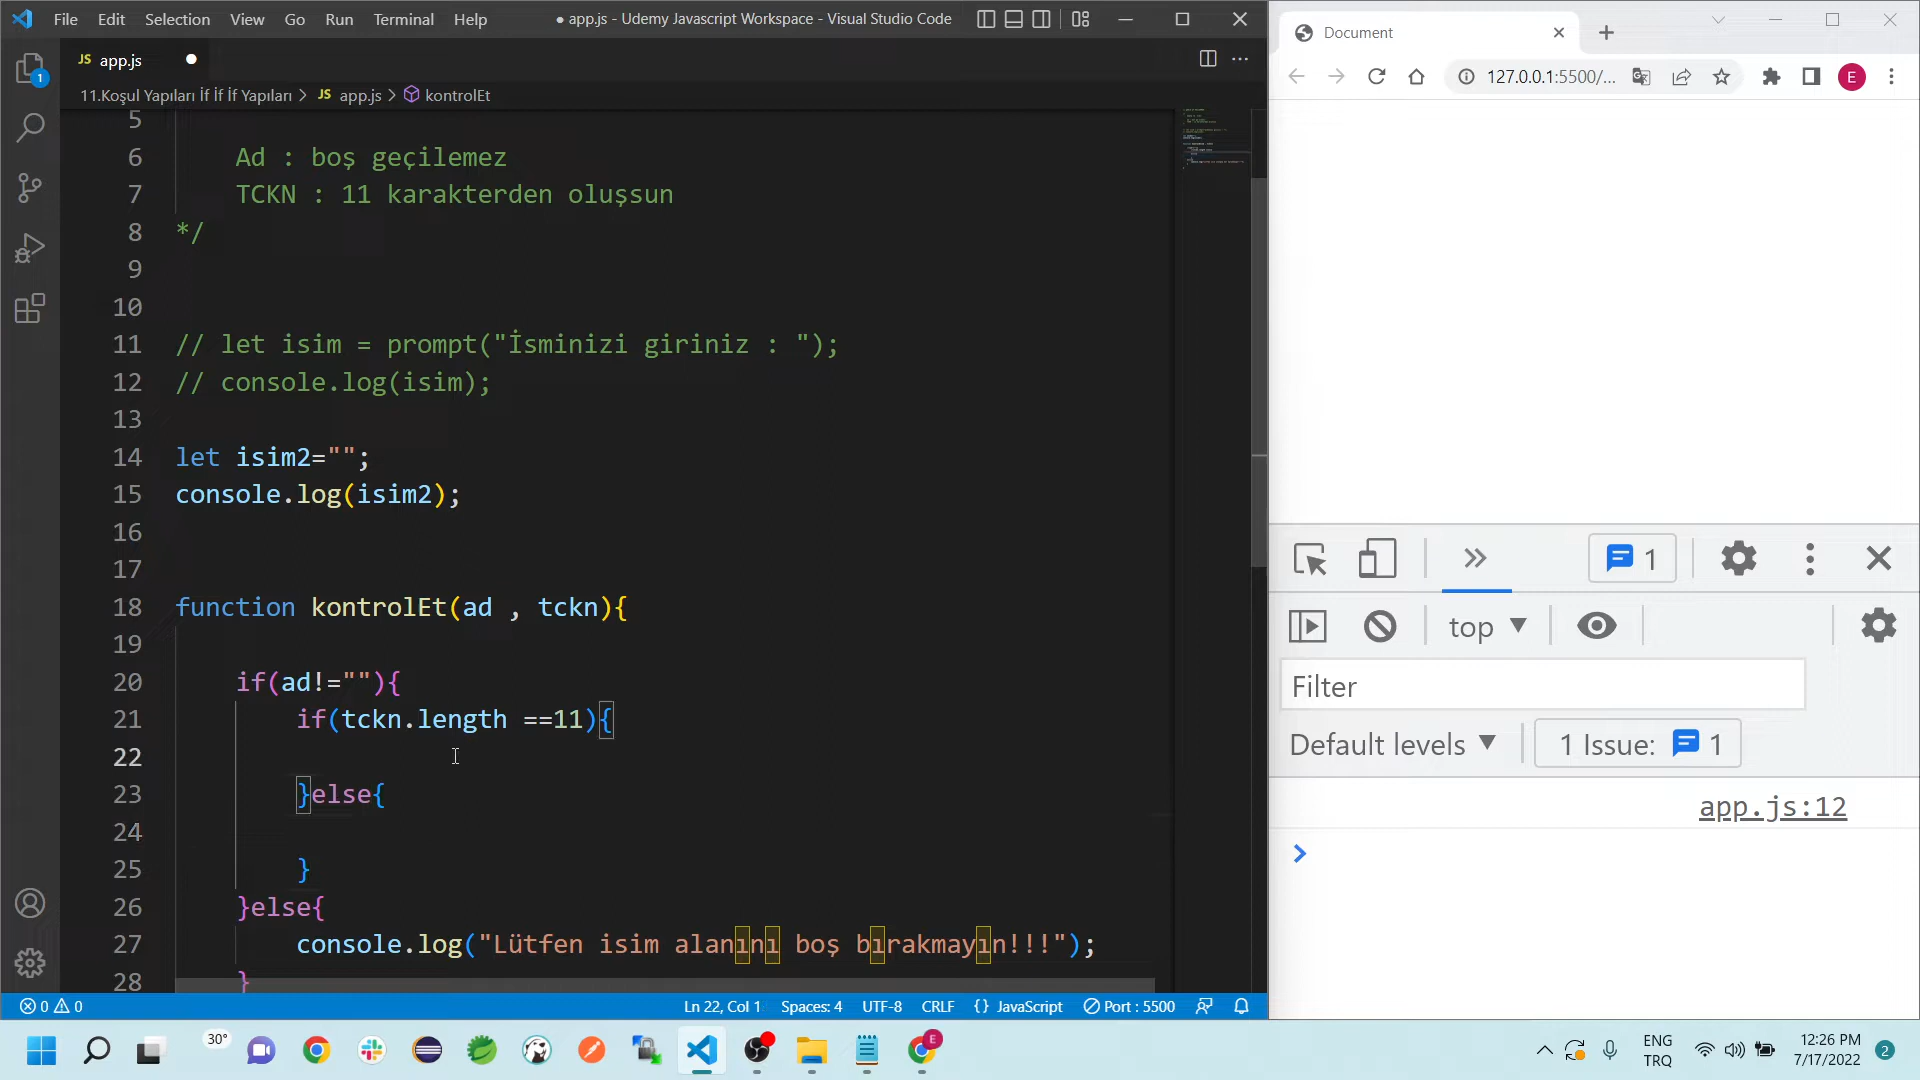 File Edit Selection View Go Run Terminal Help
● app.js - Udemy Javascript Workspace - Visual Studio Code
JS app.js
11.Koşul Yapıları İf İf İf Yapıları > JS app.js > kontrolEt
5
6 Ad : boş geçilemez
7 TCKN : 11 karakterden oluşsun
8 */
9
10
11 // let isim = prompt("İsminizi giriniz : ");
12 // console.log(isim);
13
14 let isim2="";
15 console.log(isim2);
16
17
18 function kontrolEt(ad , tckn){
19
20 if(ad!=""){
21 if(tckn.length ==11){
22
23 }else{
24
25 }
26 }else{
27 console.log("Lütfen isim alanını boş bırakmayın!!!");
28 }
0 0 Ln 22, Col 1 Spaces: 4 UTF-8 CRLF {} JavaScript Port : 5500
Document
127.0.0.1:5500/...
E
1
top
Filter
Default levels 1 Issue: 1
app.js:12
30°
E
ENG
TRQ
12:26 PM
7/17/2022
2